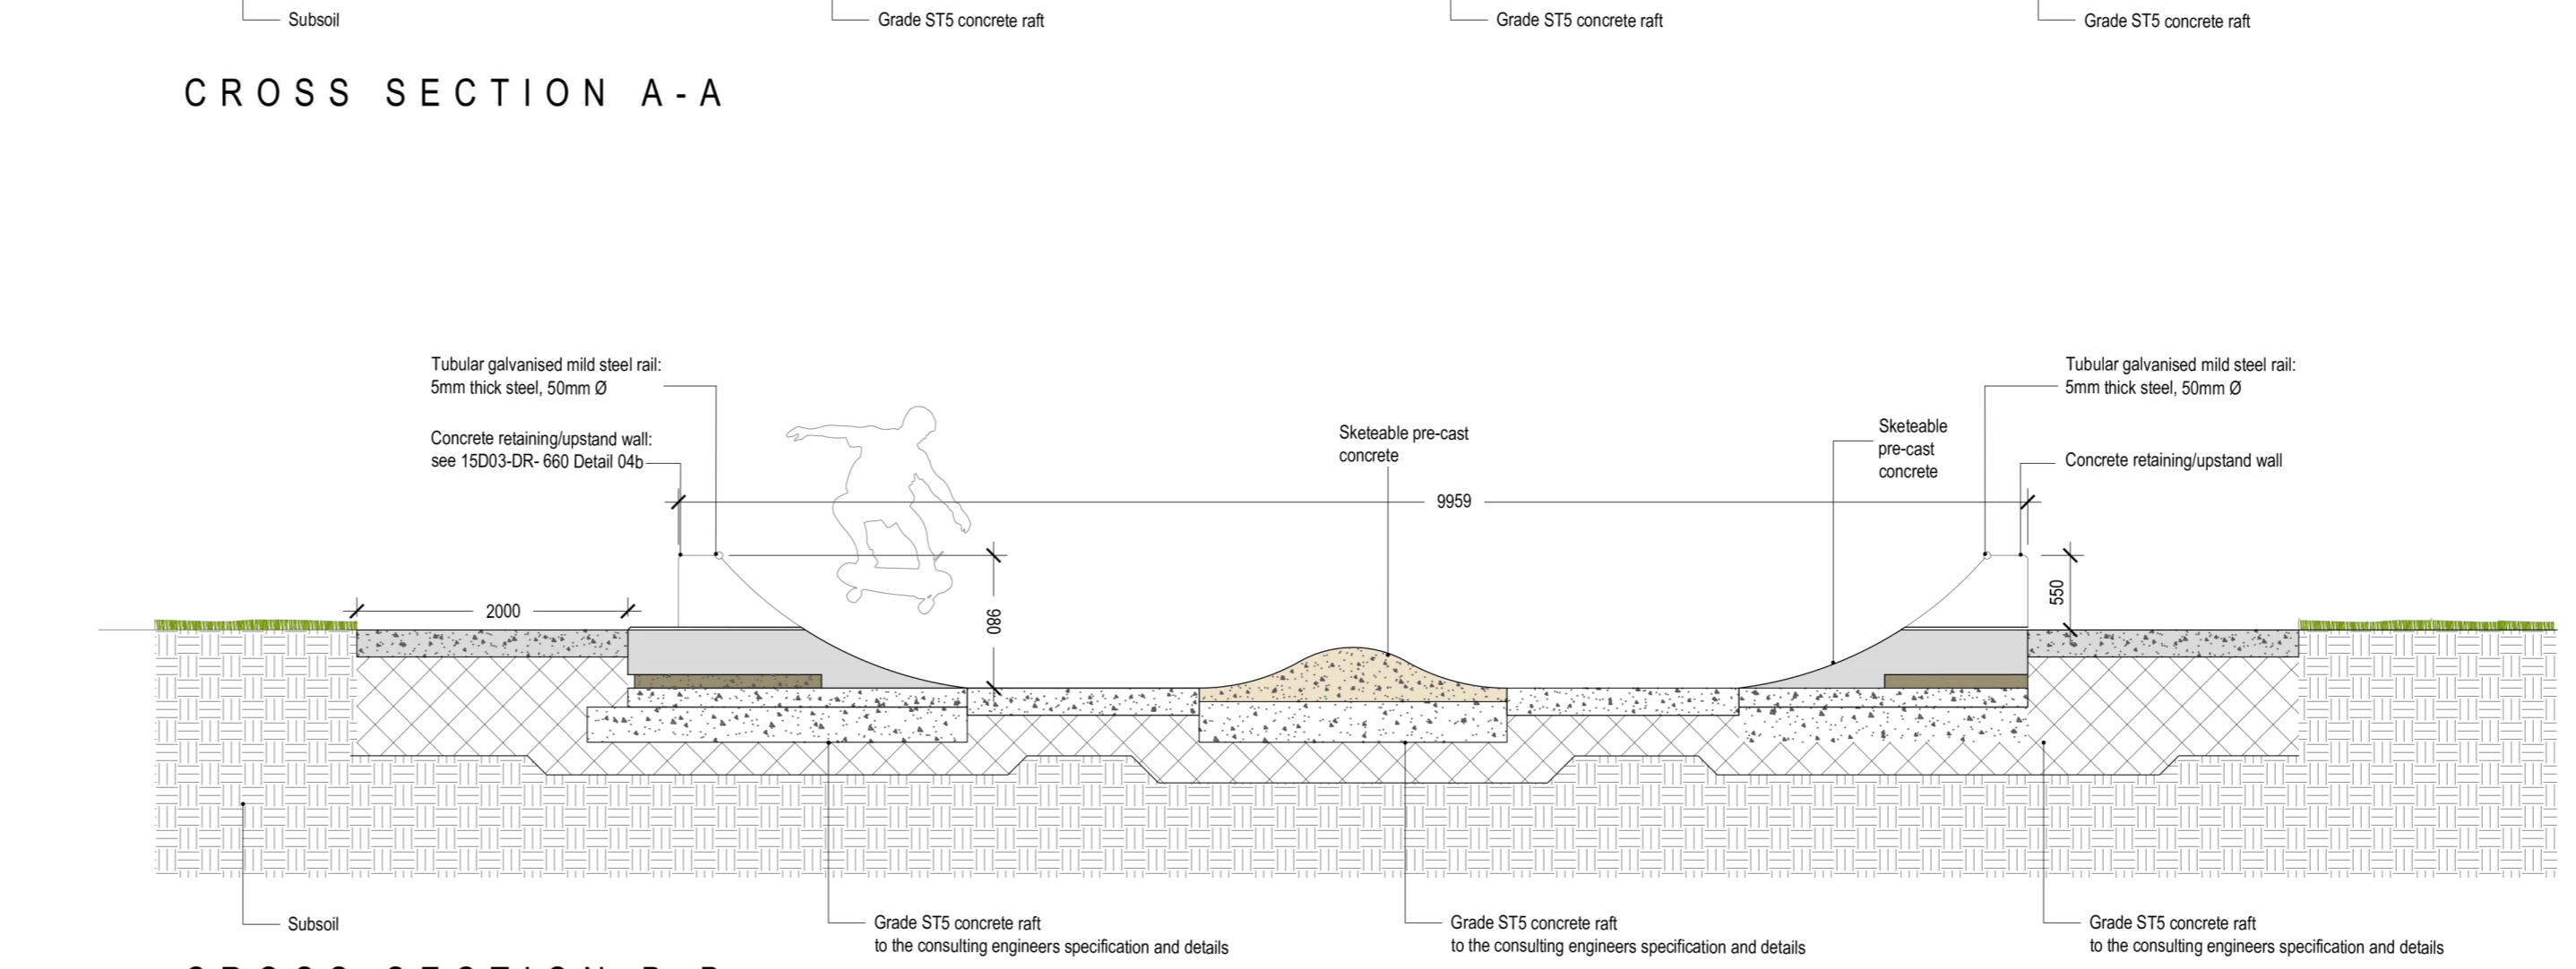 Subsoil
Grade ST5 concrete raft
Grade ST5 concrete raft
Grade ST5 concrete raft
CROSS SECTION A-A
Tubular galvanised mild steel rail:
5mm thick steel, 50mm Ø
Concrete retaining/upstand wall:
see 15D03-DR- 660 Detail 04b
Sketeable pre-cast
concrete
Sketeable
pre-cast
concrete
Tubular galvanised mild steel rail:
5mm thick steel, 50mm Ø
Concrete retaining/upstand wall
9959
2000
980
550
Subsoil
Grade ST5 concrete raft
to the consulting engineers specification and details
Grade ST5 concrete raft
to the consulting engineers specification and details
Grade ST5 concrete raft
to the consulting engineers specification and details